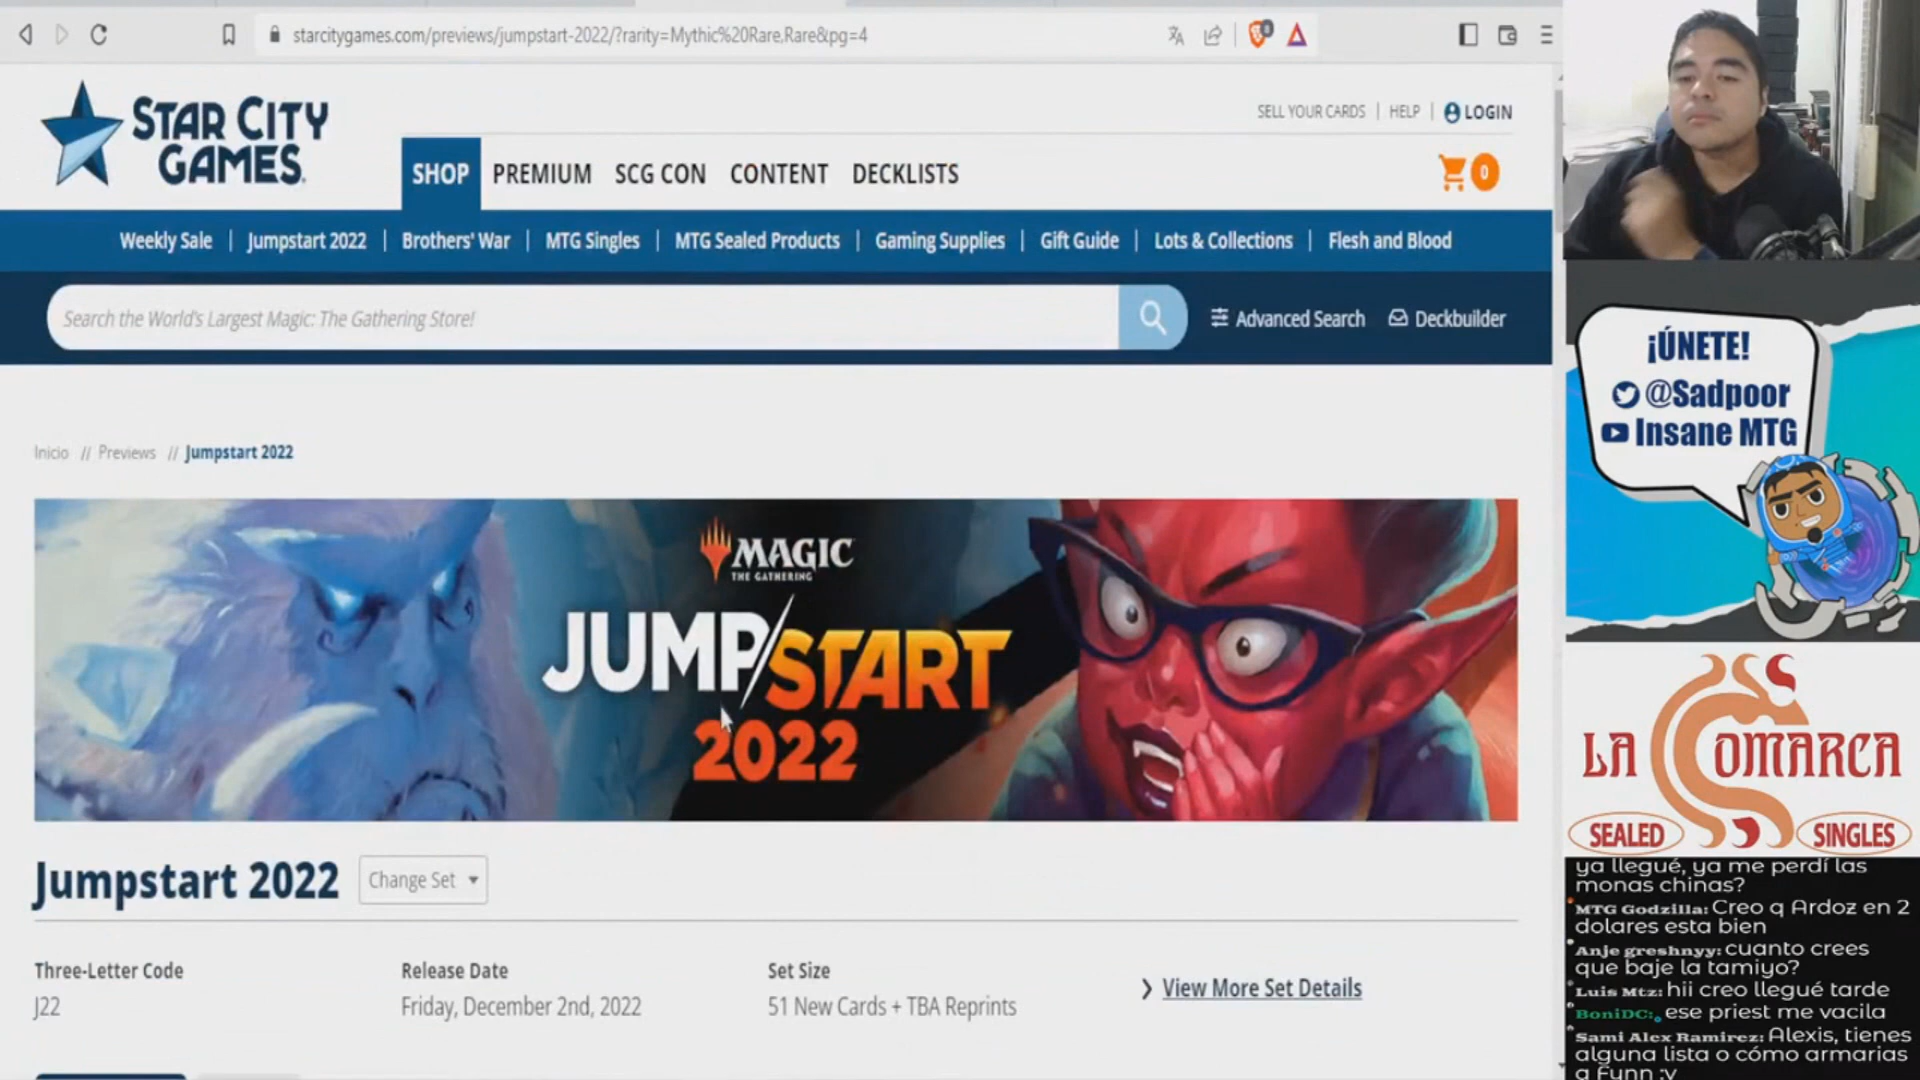 starcitygames.com/previews/jumpstart-2022/?rarity=Mythic%20Rare,Rare&pg=4
STAR CITY
GAMES.
SELL YOUR CARDS | HELP | LOGIN
SHOP PREMIUM SCG CON CONTENT DECKLISTS
0
Weekly Sale | Jumpstart 2022 | Brothers' War | MTG Singles | MTG Sealed Products | Gaming Supplies | Gift Guide | Lots & Collections | Flesh and Blood
Search the World's Largest Magic: The Gathering Store!
Advanced Search Deckbuilder
Inicio // Previews // Jumpstart 2022
MAGIC
THE GATHERING
JUMP/START
2022
Jumpstart 2022
Change Set
Three-Letter Code
J22
Release Date
Friday, December 2nd, 2022
Set Size
51 New Cards + TBA Reprints
View More Set Details
¡ÚNETE!
@Sadpoor
Insane MTG
LA COMARCA
SEALED SINGLES
ya llegué, ya me perdí las
monas chinas?
MTG Godzilla: Creo q Ardoz en 2
dolares esta bien
Anje greshnyy: cuanto crees
que baje la tamiyo?
Luis Mtz: hii creo llegué tarde
BoniDC: ese priest me vacila
Sami Alex Ramirez: Alexis, tienes
alguna lista o cómo armarias
a Fynn :v